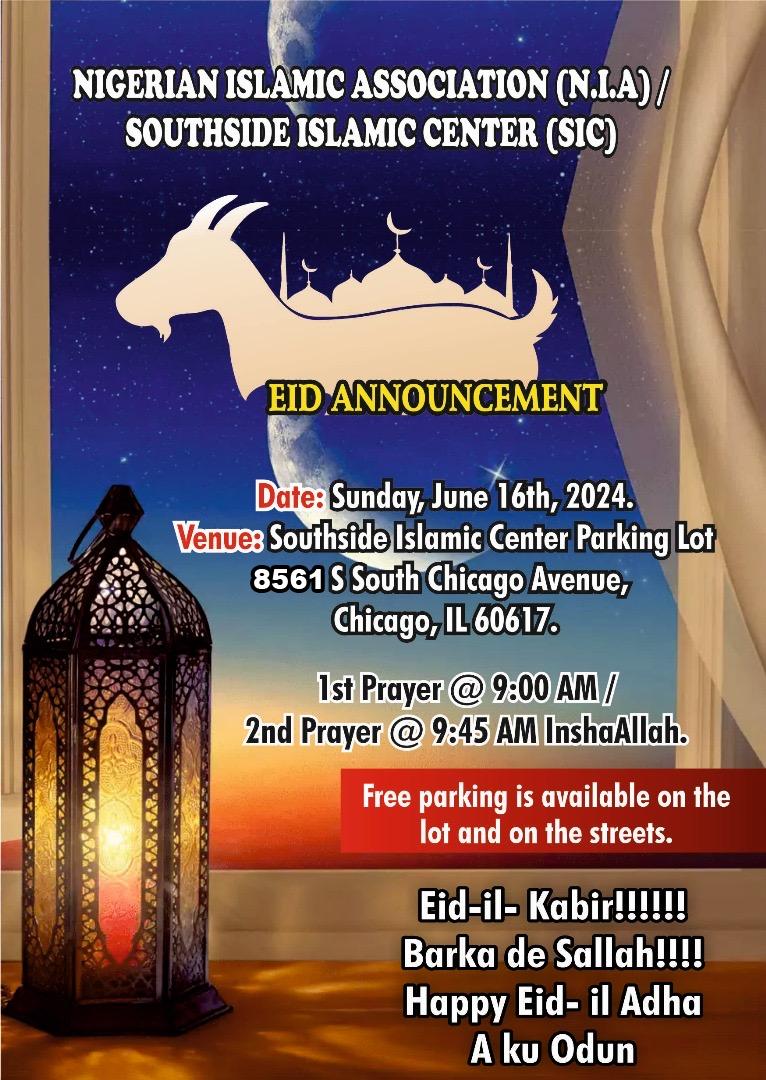 NIGERIAN ISLAMIC ASSOCIATION (N.I.A) /
SOUTHSIDE ISLAMIC CENTER (SIC)
EID ANNOUNCEMENT
Date: Sunday, June 16th, 2024.
Venue: Southside Islamic Center Parking Lot
8561 S South Chicago Avenue,
Chicago, IL 60617.
1st Prayer @ 9:00 AM /
2nd Prayer @ 9:45 AM InshaAllah.
Free parking is available on the
lot and on the streets.
Eid-il- Kabir!!!!!!
Barka de Sallah!!!!
Happy Eid- il Adha
A ku Odun